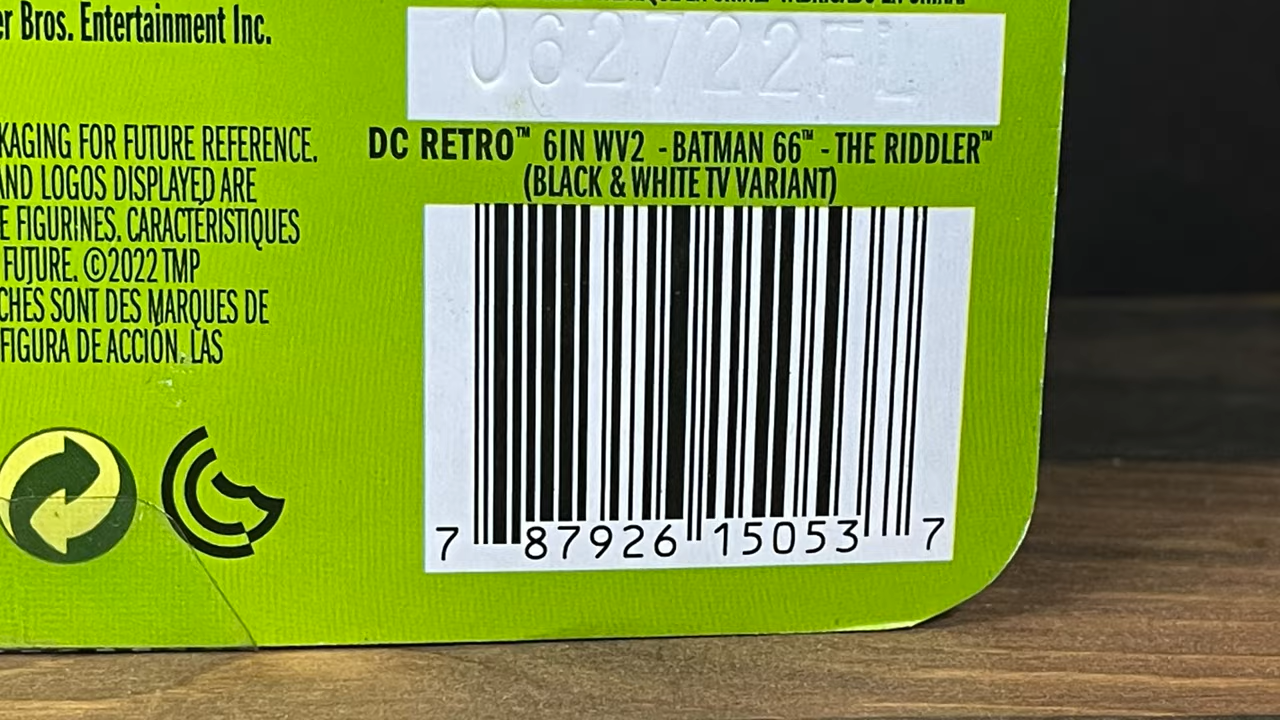 er Bros. Entertainment Inc.
062722FL
KAGING FOR FUTURE REFERENCE.
AND LOGOS DISPLAYED ARE
E FIGURINES. CARACTÉRISTIQUES
FUTURE. ©2022 TMP
CHÉS SONT DES MARQUES DE
FIGURA DE ACCIÓN. LAS
DC RETRO™ 6IN WV2 - BATMAN 66™ - THE RIDDLER™
(BLACK & WHITE TV VARIANT)
7 87926 15053 7